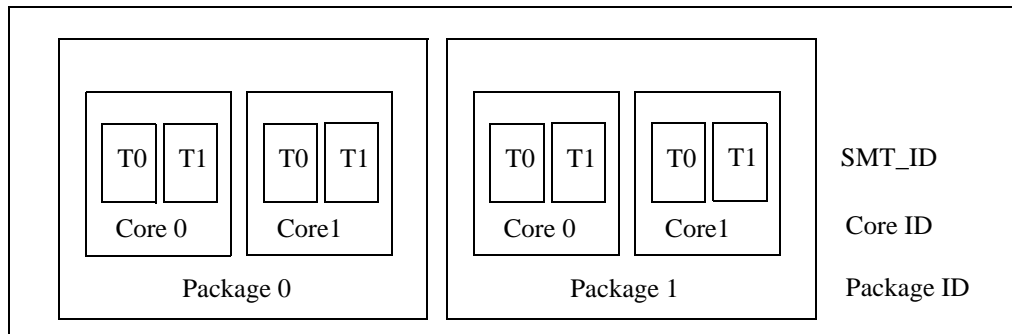 T0 T1 T0 T1 T0 T1 T0 T1 SMT_ID
Core 0 Core1 Core 0 Core1 Core ID
Package 0 Package 1 Package ID